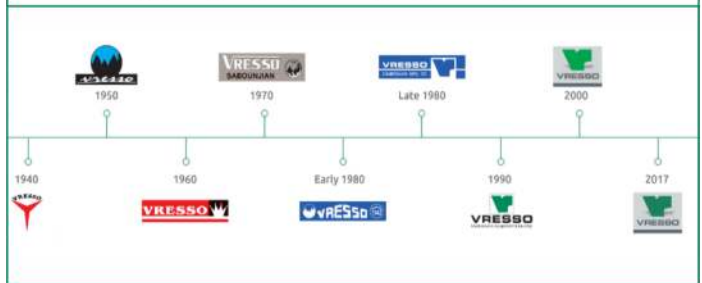 vresso
VRESSO
SABOUNJIAN
VRESSO
VRESSO
1950
1970
Late 1980
2000
1940
1960
Early 1980
1990
2017
VRESSO
VRESSO
VRESSO
VRESSO
VRESSO